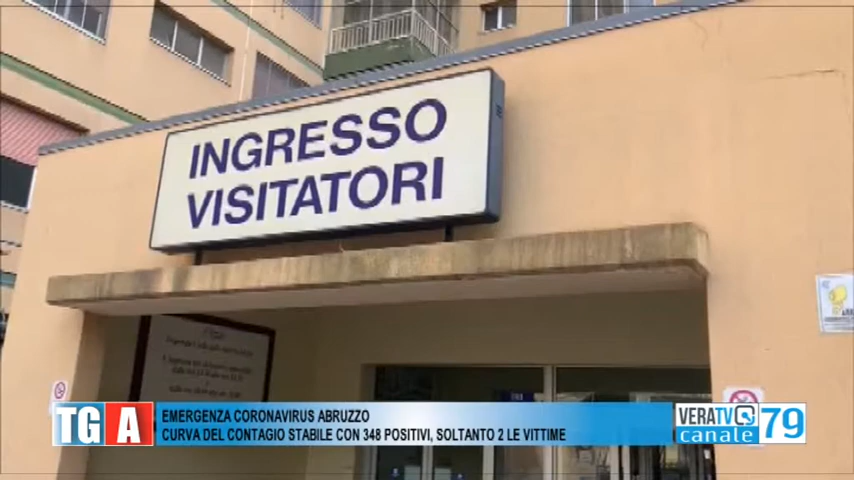 INGRESSO
VISITATORI
TGA
EMERGENZA CORONAVIRUS ABRUZZO
CURVA DEL CONTAGIO STABILE CON 348 POSITIVI, SOLTANTO 2 LE VITTIME
VERATV
canale 79